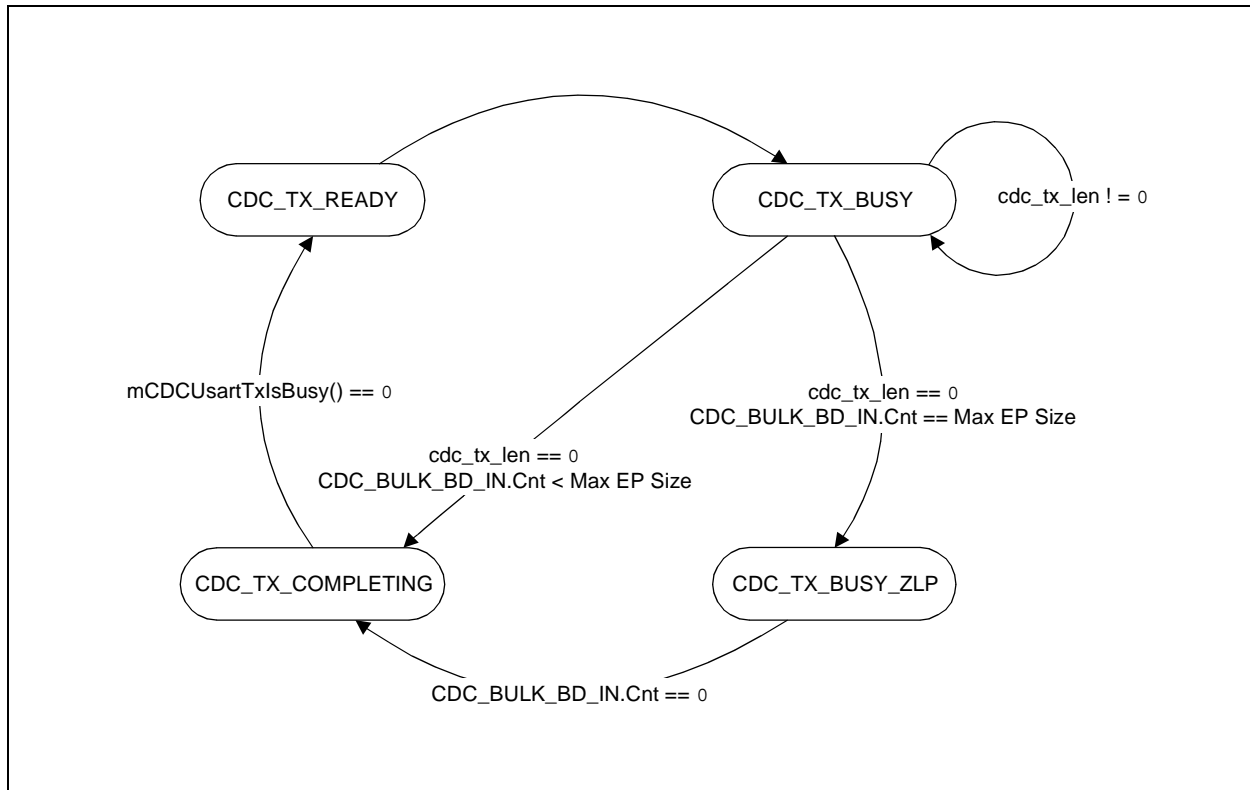 CDC_TX_READY
CDC_TX_BUSY
cdc_tx_len ! = 0
mCDCUsartTxIsBusy() == 0
cdc_tx_len == 0
CDC_BULK_BD_IN.Cnt == Max EP Size
cdc_tx_len == 0
CDC_BULK_BD_IN.Cnt < Max EP Size
CDC_TX_COMPLETING
CDC_TX_BUSY_ZLP
CDC_BULK_BD_IN.Cnt == 0